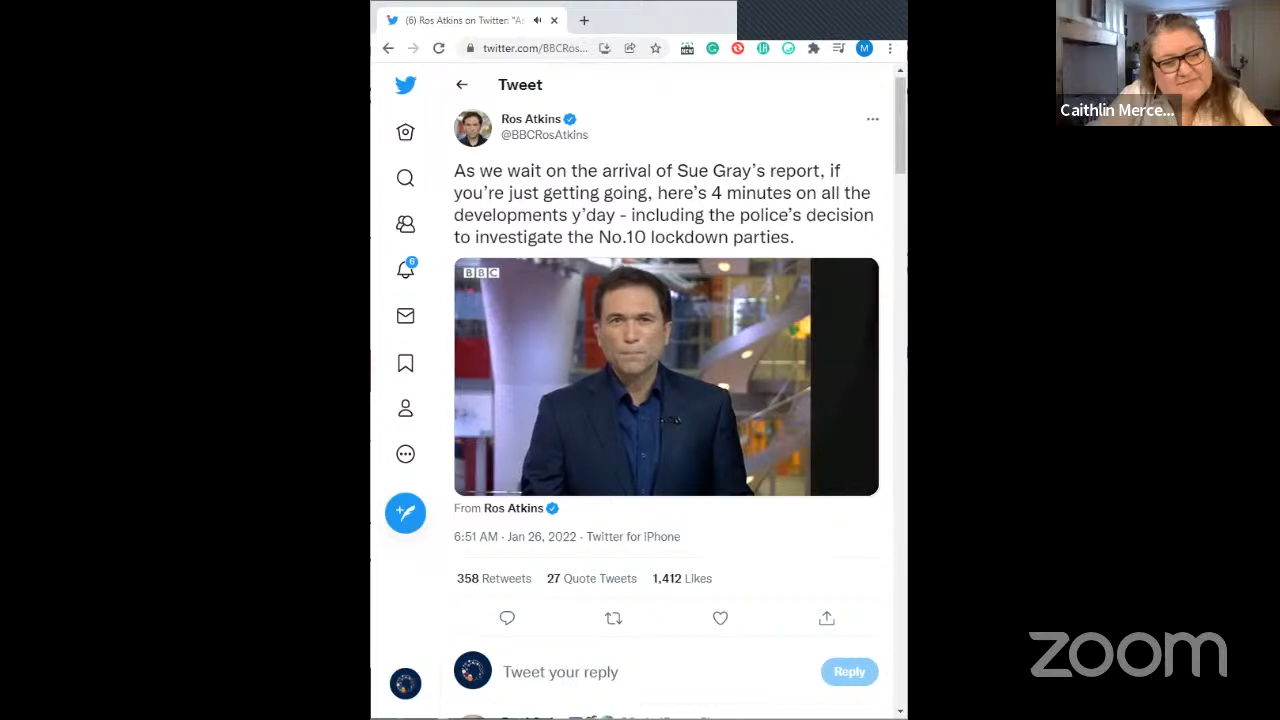 (6) Ros Atkins on Twitter: "As
twitter.com/BBCRos...
NEW
M
Tweet
Ros Atkins
@BBCRosAtkins
As we wait on the arrival of Sue Gray's report, if
you're just getting going, here's 4 minutes on all the
developments y'day - including the police's decision
to investigate the No.10 lockdown parties.
BBC
From Ros Atkins
6:51 AM · Jan 26, 2022 · Twitter for iPhone
358 Retweets 27 Quote Tweets 1,412 Likes
Tweet your reply
Reply
6
Caithlin Merce...
zoom